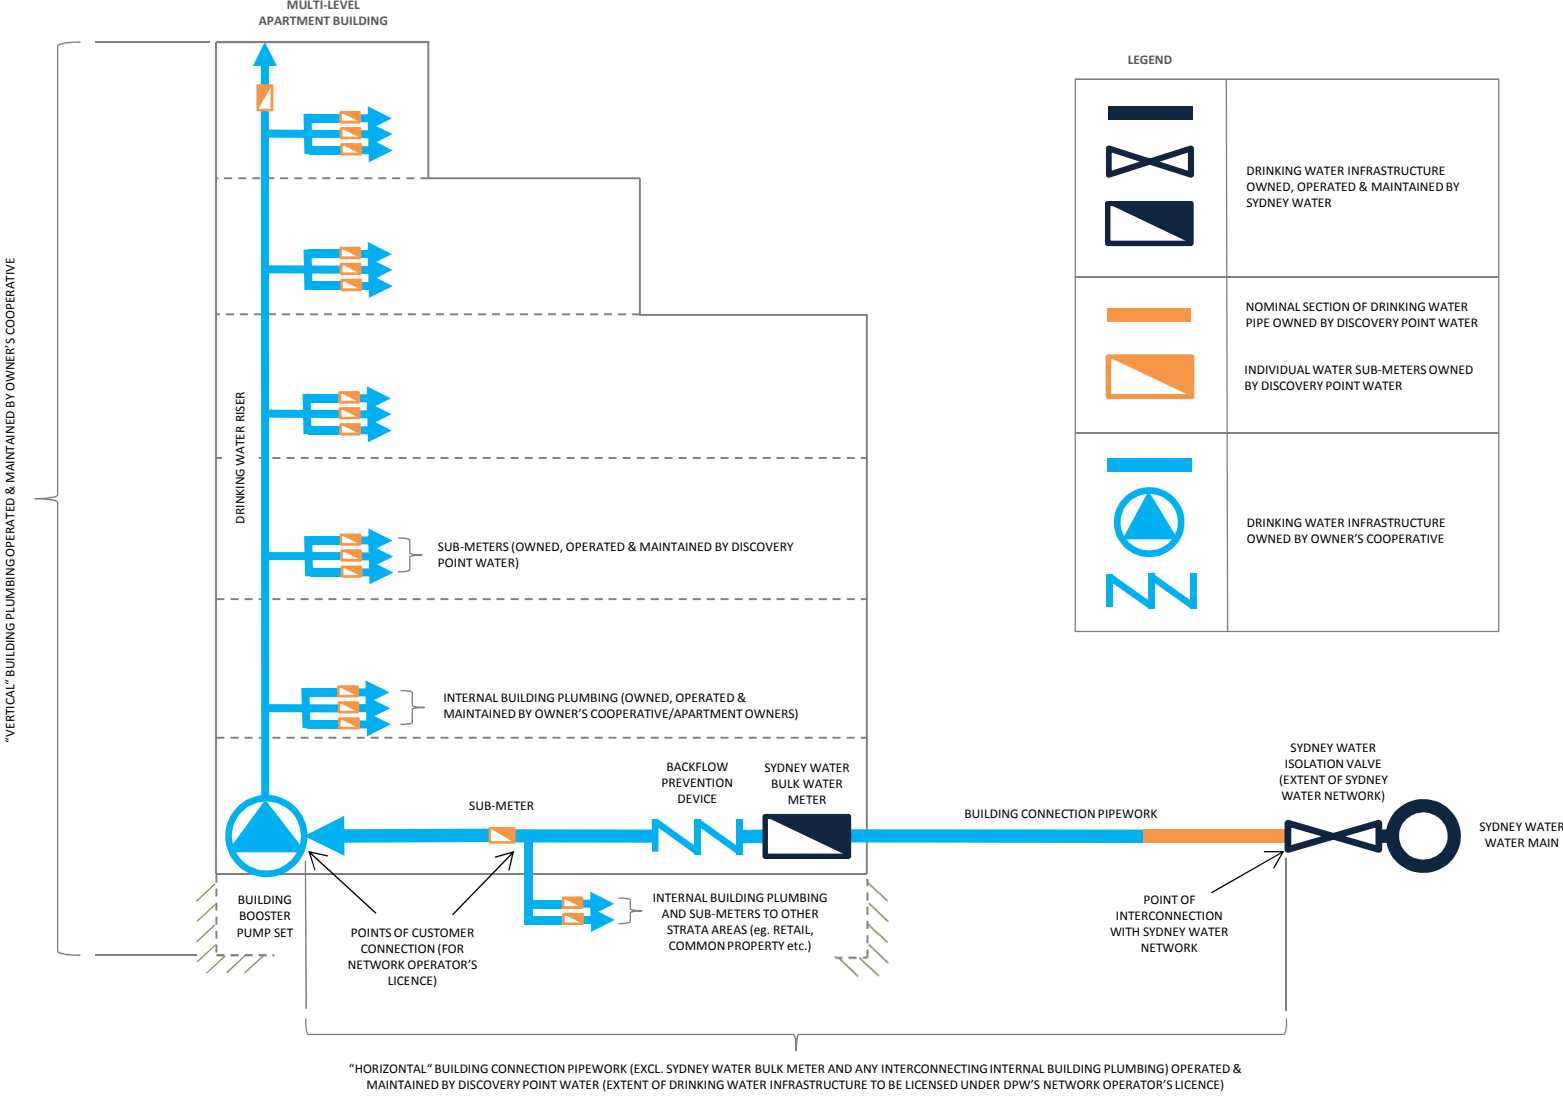 MULTI-LEVEL
APARTMENT BUILDING
LEGEND
DRINKING WATER INFRASTRUCTURE
OWNED, OPERATED & MAINTAINED BY
SYDNEY WATER
NOMINAL SECTION OF DRINKING WATER
PIPE OWNED BY DISCOVERY POINT WATER
INDIVIDUAL WATER SUB-METERS OWNED
BY DISCOVERY POINT WATER
DRINKING WATER INFRASTRUCTURE
OWNED BY OWNER'S COOPERATIVE
"VERTICAL" BUILDING PLUMBING OPERATED & MAINTAINED BY OWNER'S COOPERATIVE
DRINKING WATER RISER
SUB-METERS (OWNED, OPERATED & MAINTAINED BY DISCOVERY
POINT WATER)
INTERNAL BUILDING PLUMBING (OWNED, OPERATED &
MAINTAINED BY OWNER'S COOPERATIVE/APARTMENT OWNERS)
SUB-METER
BACKFLOW
PREVENTION
DEVICE
SYDNEY WATER
BULK WATER
METER
BUILDING CONNECTION PIPEWORK
SYDNEY WATER
ISOLATION VALVE
(EXTENT OF SYDNEY
WATER NETWORK)
SYDNEY WATER
WATER MAIN
BUILDING
BOOSTER
PUMP SET
POINTS OF CUSTOMER
CONNECTION (FOR
NETWORK OPERATOR'S
LICENCE)
INTERNAL BUILDING PLUMBING
AND SUB-METERS TO OTHER
STRATA AREAS (eg. RETAIL,
COMMON PROPERTY etc.)
POINT OF
INTERCONNECTION
WITH SYDNEY WATER
NETWORK
"HORIZONTAL" BUILDING CONNECTION PIPEWORK (EXCL. SYDNEY WATER BULK METER AND ANY INTERCONNECTING INTERNAL BUILDING PLUMBING) OPERATED &
MAINTAINED BY DISCOVERY POINT WATER (EXTENT OF DRINKING WATER INFRASTRUCTURE TO BE LICENSED UNDER DPW'S NETWORK OPERATOR'S LICENCE)